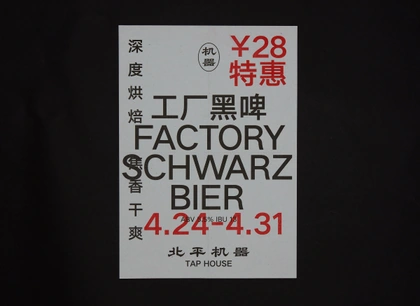 深度烘焙 焦香干爽
机器
¥28
特惠
工厂黑啤
FACTORY
SCHWARZ
BIER
4.24-4.31
北平机器
TAP HOUSE